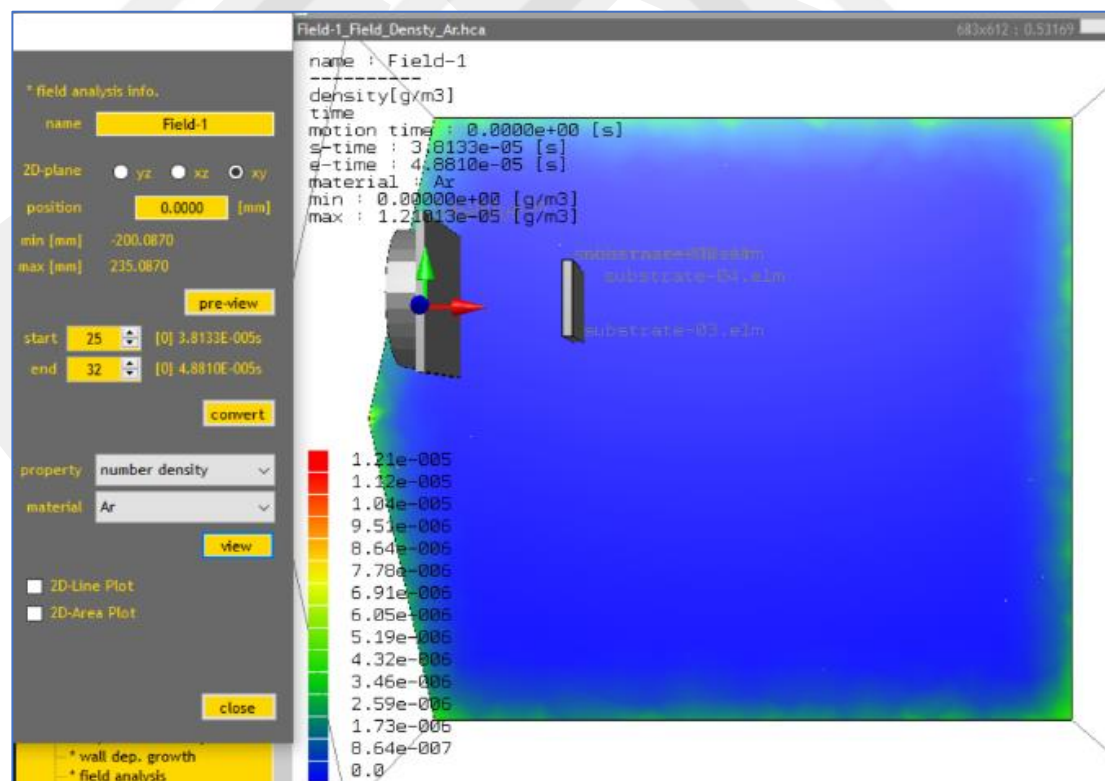 Field-1_Field_Densty_Ar.hca
683x612 : 0.53169
* field analysis info.
name Field-1
2D-plane yz xz xy
position 0.0000 [mm]
min [mm] -200.0870
max [mm] 235.0870
pre-view
start 25 [0] 3.8133E-005s
end 32 [0] 4.8810E-005s
convert
property number density
material Ar
view
2D-Line Plot
2D-Area Plot
close
* wall dep. growth
* field analysis
name : Field-1
----------
density[g/m3]
time
motion time : 0.0000e+00 [s]
s-time : 3.8133e-05 [s]
e-time : 4.8810e-05 [s]
material : Ar
min : 0.00000e+00 [g/m3]
max : 1.21013e-05 [g/m3]
substrate-04.elm
substrate-03.elm
1.21e-005
1.12e-005
1.04e-005
9.51e-006
8.64e-006
7.78e-006
6.91e-006
6.05e-006
5.19e-006
4.32e-006
3.46e-006
2.59e-006
1.73e-006
8.64e-007
0.0